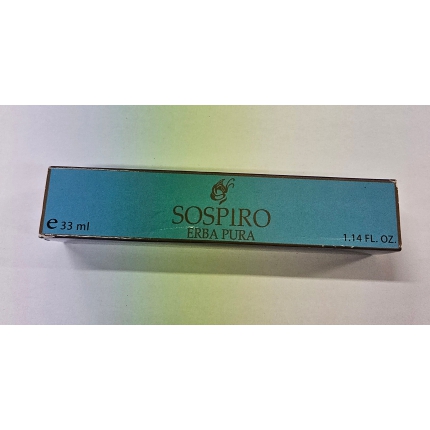 SOSPIRO
ERBA PURA
e 33 ml
1.14 FL. OZ.